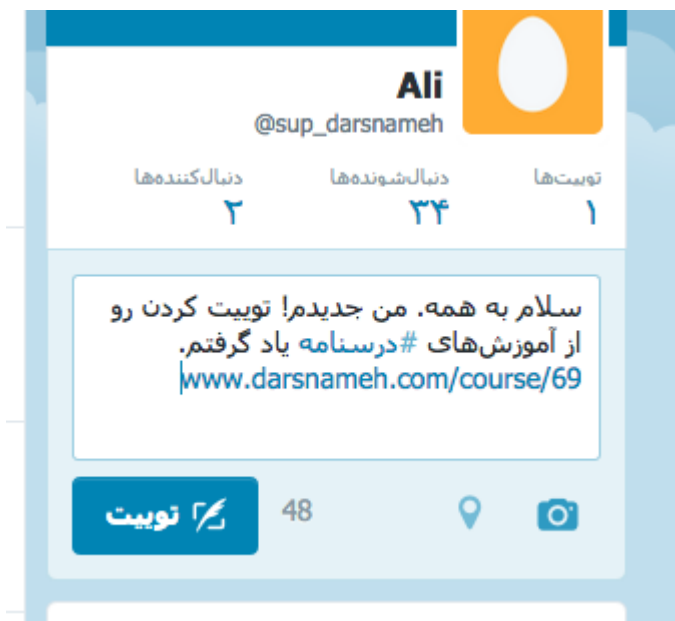 Ali
@sup_darsnameh
توییت‌ها دنبال‌شونده‌ها دنبال‌کننده‌ها
۱ ۳۴ ۲
سلام به همه. من جدیدم! توییت کردن رو
از آموزش‌های #درسنامه یاد گرفتم.
www.darsnameh.com/course/69
48 توییت